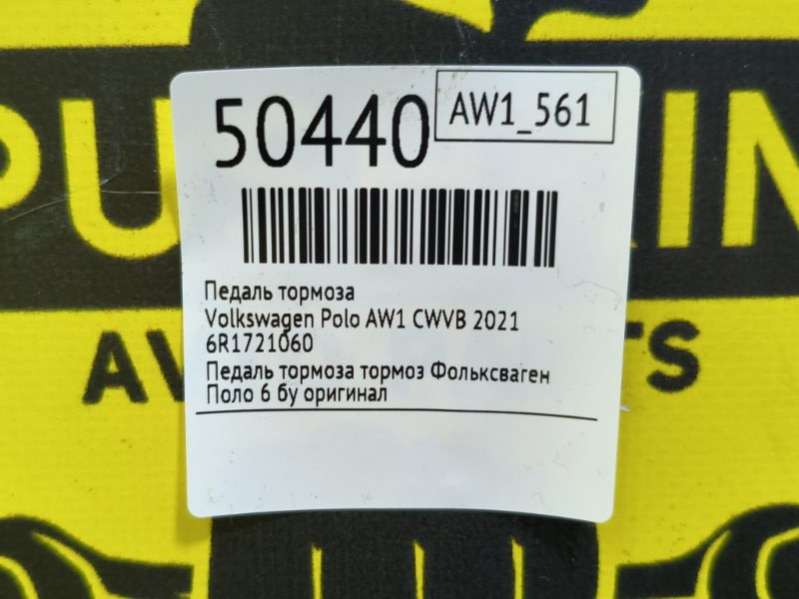 50440
AW1_561
Педаль тормоза
Volkswagen Polo AW1 CWVB 2021
6R1721060
Педаль тормоза тормоз Фольксваген
Поло 6 бу оригинал